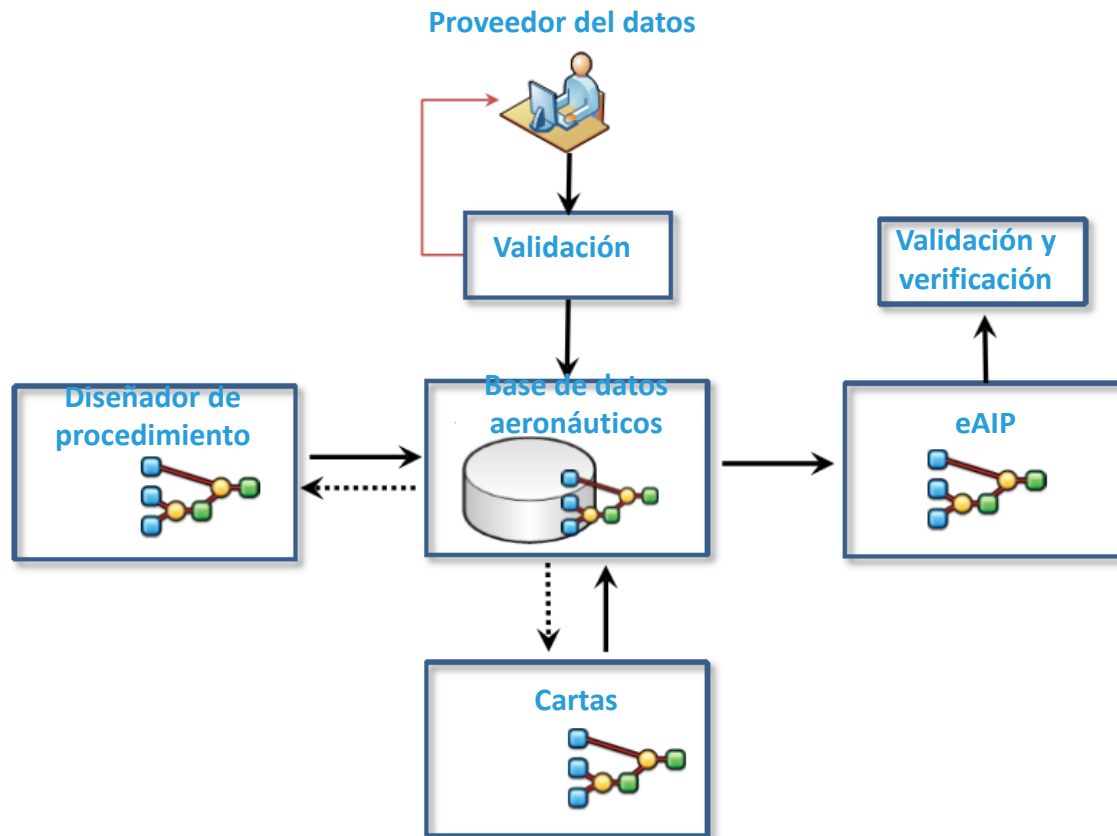 Proveedor del datos
Validación
Validación y
verificación
Diseñador de
procedimiento
Base de datos
aeronáuticos
eAIP
Cartas